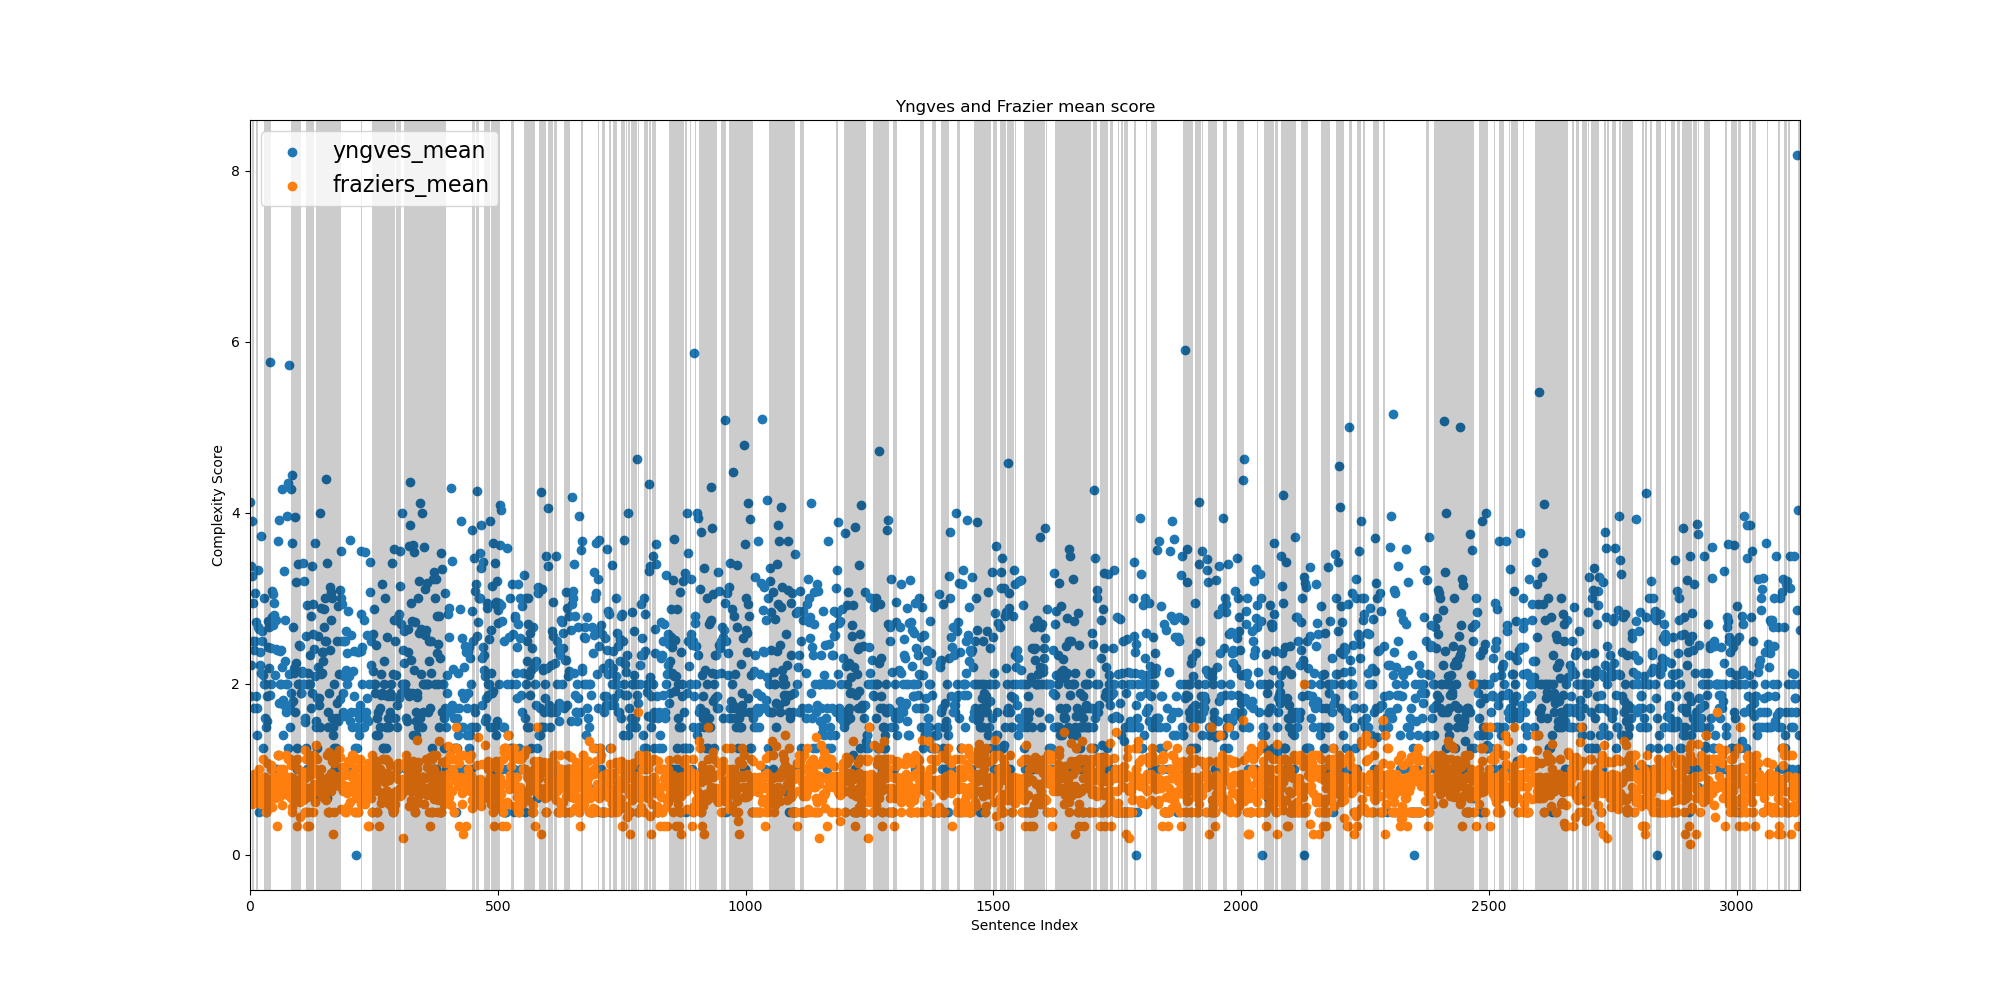 Yngves and Frazier mean score
yngves_mean
fraziers_mean
Complexity Score
8
6
4
2
0
0 500 1000 1500 2000 2500 3000
Sentence Index